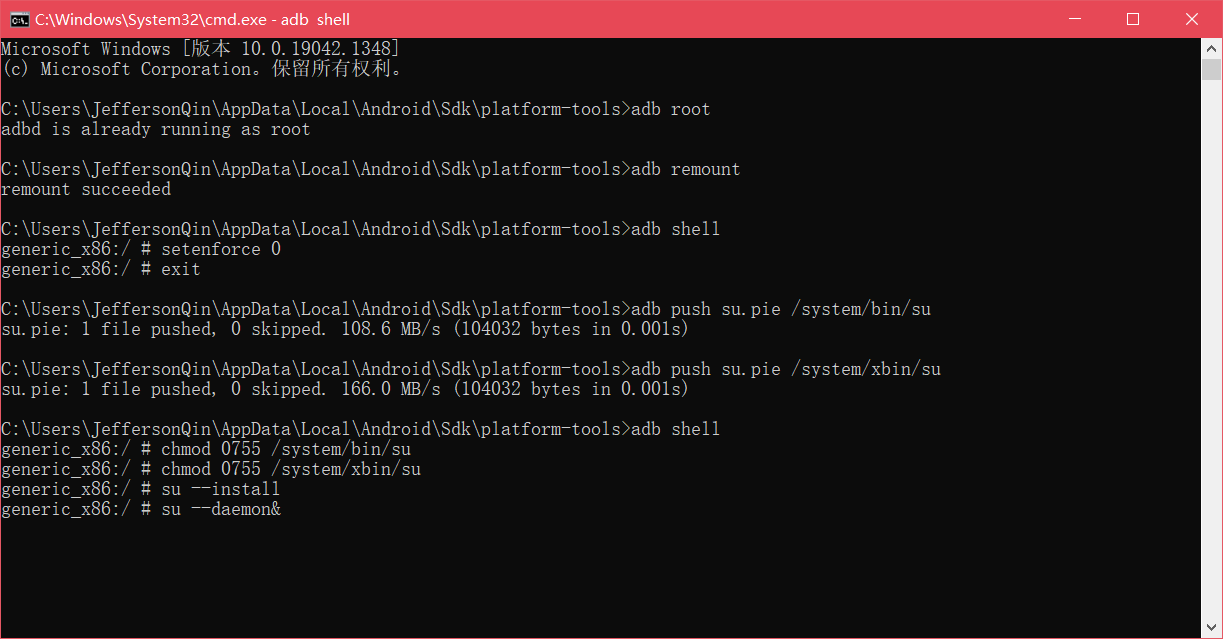 C:\Windows\System32\cmd.exe - adb  shell
Microsoft Windows [版本 10.0.19042.1348]
(c) Microsoft Corporation。保留所有权利。
C:\Users\JeffersonQin\AppData\Local\Android\Sdk\platform-tools>adb root
adbd is already running as root
C:\Users\JeffersonQin\AppData\Local\Android\Sdk\platform-tools>adb remount
remount succeeded
C:\Users\JeffersonQin\AppData\Local\Android\Sdk\platform-tools>adb shell
generic_x86:/ # setenforce 0
generic_x86:/ # exit
C:\Users\JeffersonQin\AppData\Local\Android\Sdk\platform-tools>adb push su.pie /system/bin/su
su.pie: 1 file pushed, 0 skipped. 108.6 MB/s (104032 bytes in 0.001s)
C:\Users\JeffersonQin\AppData\Local\Android\Sdk\platform-tools>adb push su.pie /system/xbin/su
su.pie: 1 file pushed, 0 skipped. 166.0 MB/s (104032 bytes in 0.001s)
C:\Users\JeffersonQin\AppData\Local\Android\Sdk\platform-tools>adb shell
generic_x86:/ # chmod 0755 /system/bin/su
generic_x86:/ # chmod 0755 /system/xbin/su
generic_x86:/ # su --install
generic_x86:/ # su --daemon&